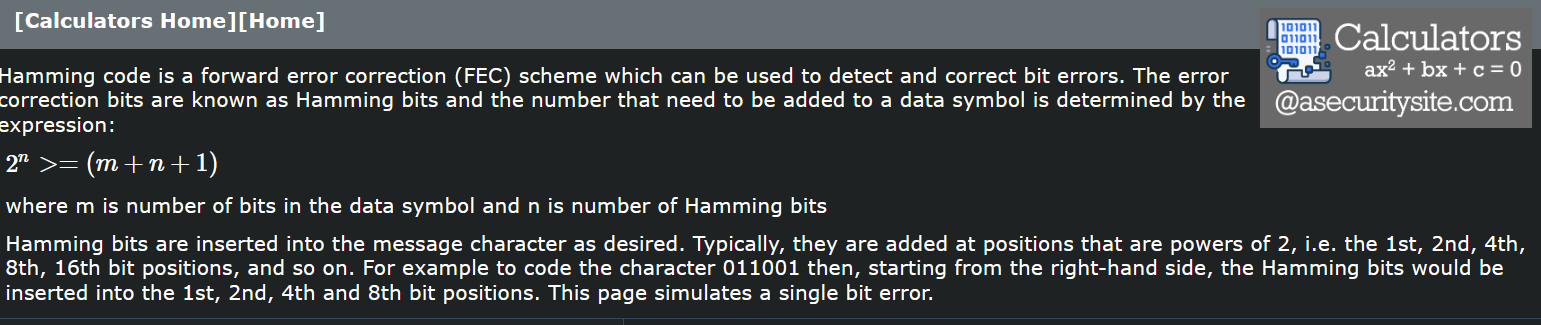 [Calculators Home][Home]
101011
011011
101011
Calculators
ax² + bx + c = 0
@asecuritysite.com
Hamming code is a forward error correction (FEC) scheme which can be used to detect and correct bit errors. The error
correction bits are known as Hamming bits and the number that need to be added to a data symbol is determined by the
expression:
2ⁿ >= (m + n + 1)
where m is number of bits in the data symbol and n is number of Hamming bits
Hamming bits are inserted into the message character as desired. Typically, they are added at positions that are powers of 2, i.e. the 1st, 2nd, 4th,
8th, 16th bit positions, and so on. For example to code the character 011001 then, starting from the right-hand side, the Hamming bits would be
inserted into the 1st, 2nd, 4th and 8th bit positions. This page simulates a single bit error.